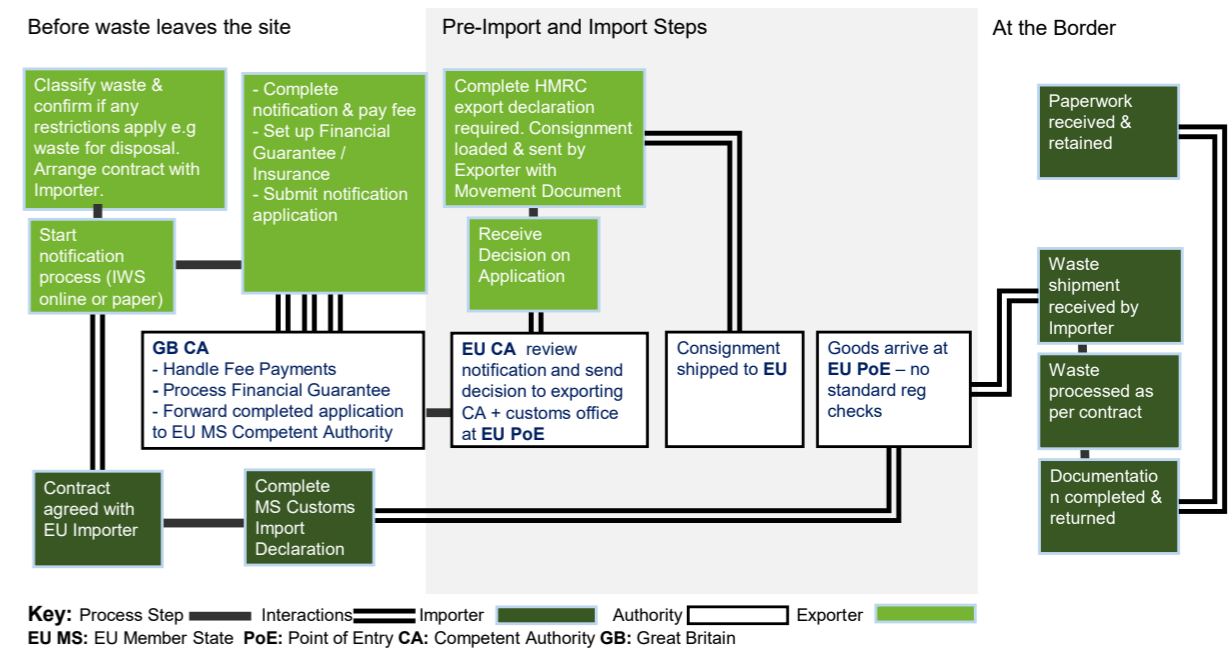 Before waste leaves the site
Pre-Import and Import Steps
At the Border
Classify waste &
confirm if any
restrictions apply e.g
waste for disposal.
Arrange contract with
Importer.
- Complete
notification & pay fee
- Set up Financial
Guarantee /
Insurance
- Submit notification
application
Complete HMRC
export declaration
required. Consignment
loaded & sent by
Exporter with
Movement Document
Paperwork
received &
retained
Start
notification
process (IWS
online or paper)
Receive
Decision on
Application
Waste
shipment
received by
Importer
GB CA
- Handle Fee Payments
- Process Financial Guarantee
- Forward completed application
to EU MS Competent Authority
EU CA review
notification and send
decision to exporting
CA + customs office
at EU PoE
Consignment
shipped to EU
Goods arrive at
EU PoE – no
standard reg
checks
Waste
processed as
per contract
Contract
agreed with
EU Importer
Complete
MS Customs
Import
Declaration
Documentatio
n completed &
returned
Key: Process Step Interactions Importer Authority Exporter
EU MS: EU Member State PoE: Point of Entry CA: Competent Authority GB: Great Britain